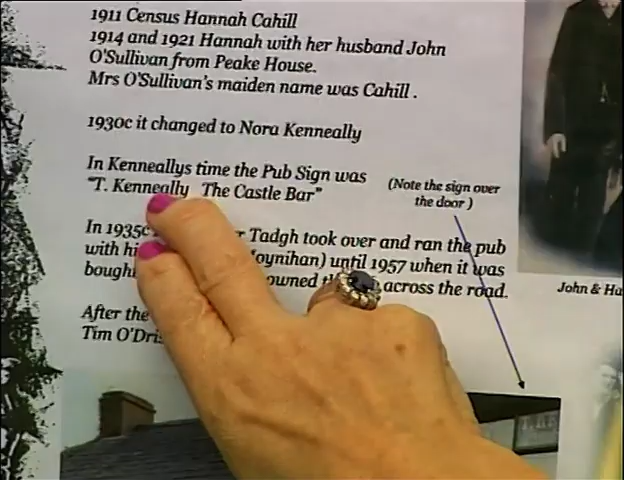 1911 Census Hannah Cahill
1914 and 1921 Hannah with her husband John
O'Sullivan from Peake House.
Mrs O'Sullivan's maiden name was Cahill .
1930c it changed to Nora Kenneally
In Kenneallys time the Pub Sign was
"T. Kenneally The Castle Bar"
(Note the sign over
the door )
In 1935c Tadgh took over and ran the pub
with until 1957 when it was
owned across the road.
After the
Tim
John &